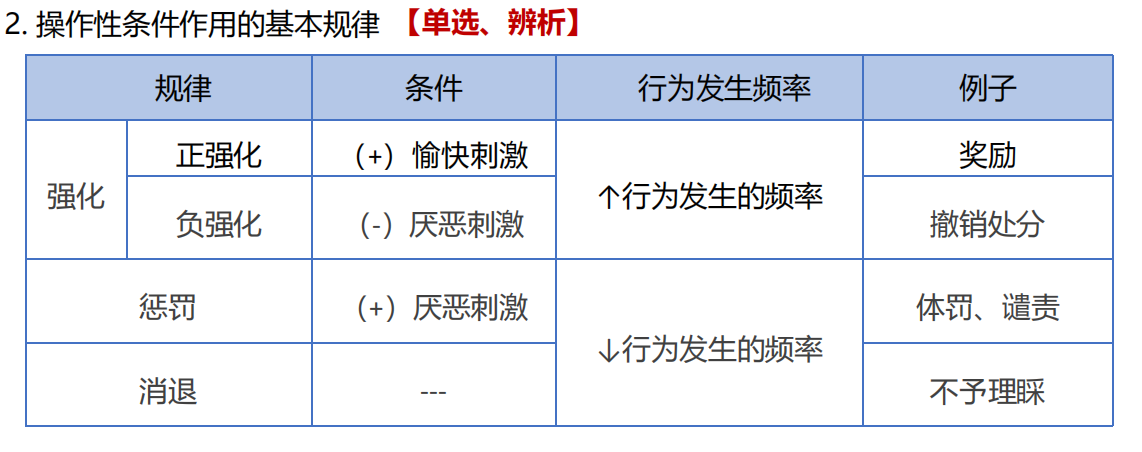 2. 操作性条件作用的基本规律 【单选、辨析】
规律 条件 行为发生频率 例子
强化 正强化 （+）愉快刺激 ↑行为发生的频率 奖励
负强化 （-）厌恶刺激 撤销处分
惩罚 （+）厌恶刺激 ↓行为发生的频率 体罚、谴责
消退 --- 不予理睬